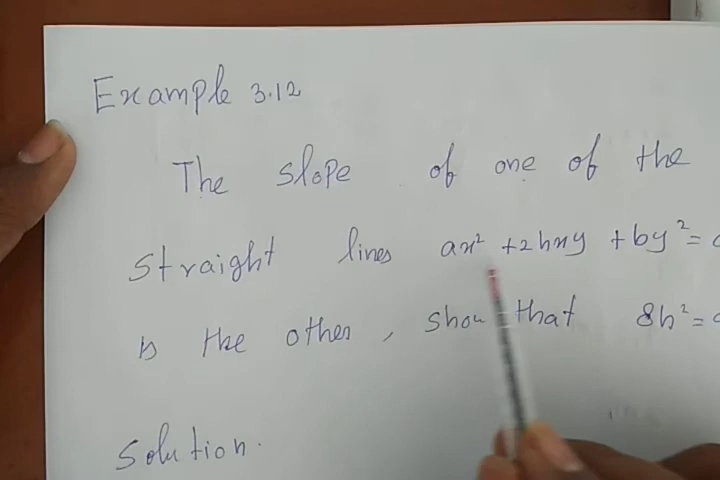 Example 3.12
The slope of one of the
straight lines ax² + 2hxy + by² =
is the other, show that 8h² =
Solution.